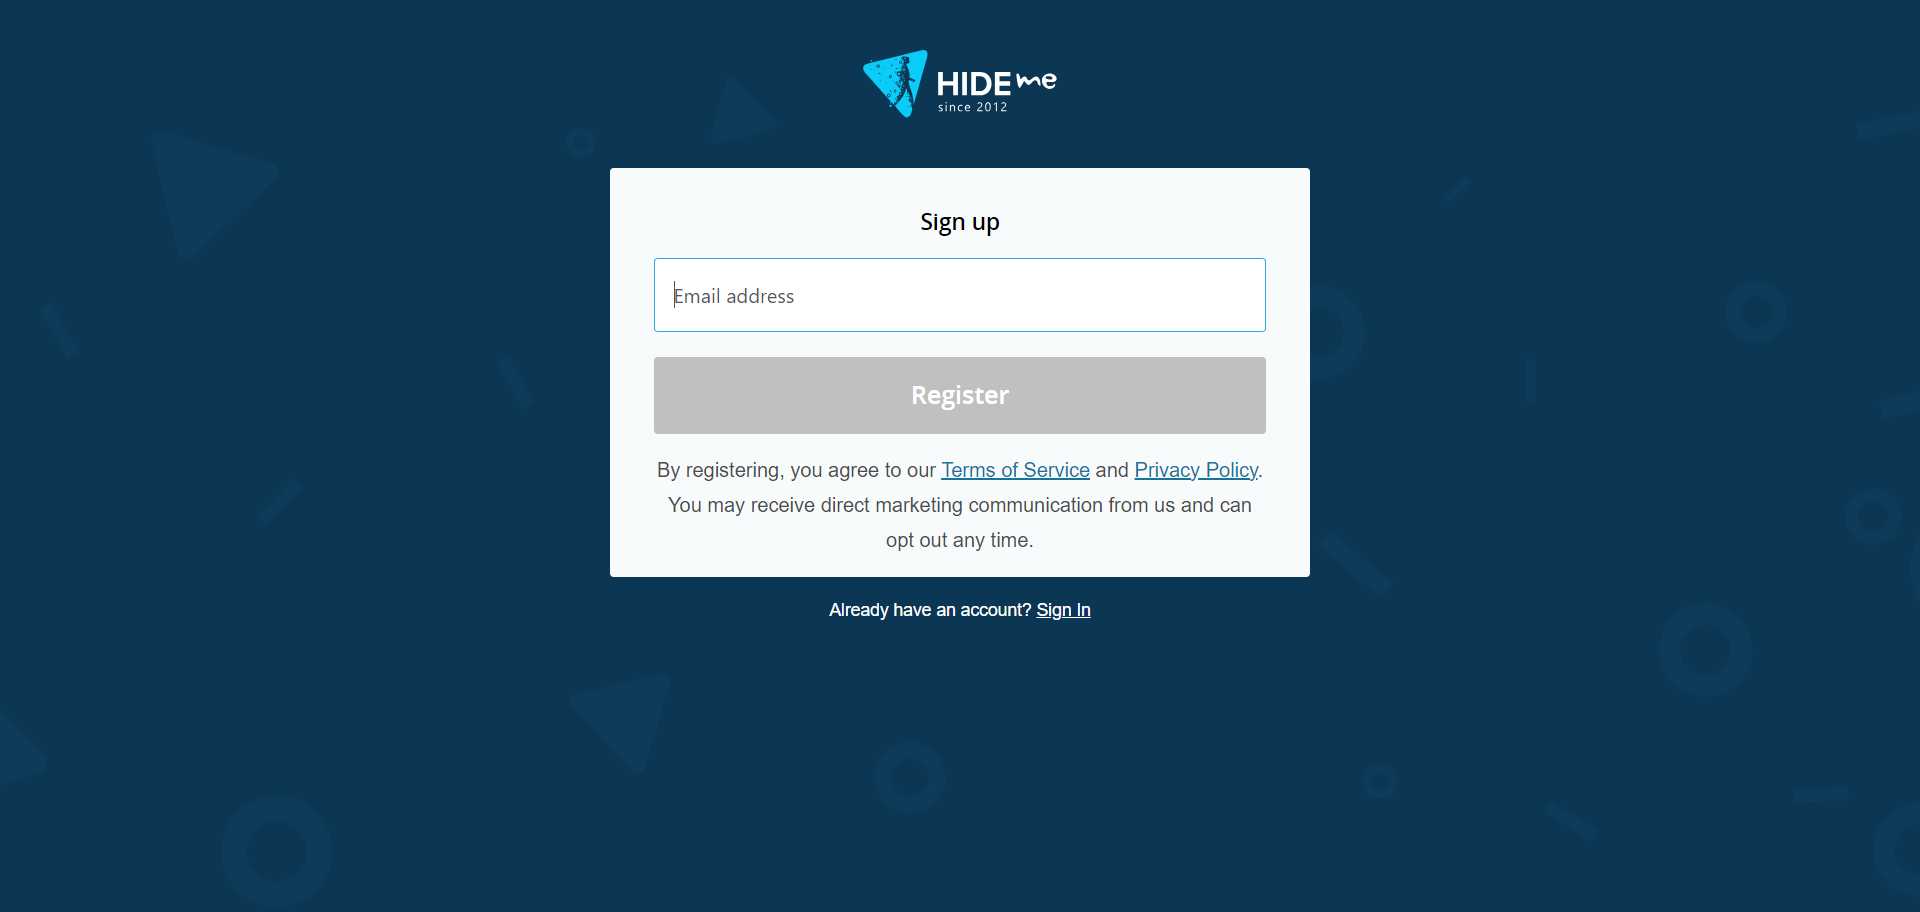 HIDE me
since 2012
Sign up
Email address
Register
By registering, you agree to our Terms of Service and Privacy Policy.
You may receive direct marketing communication from us and can
opt out any time.
Already have an account? Sign In